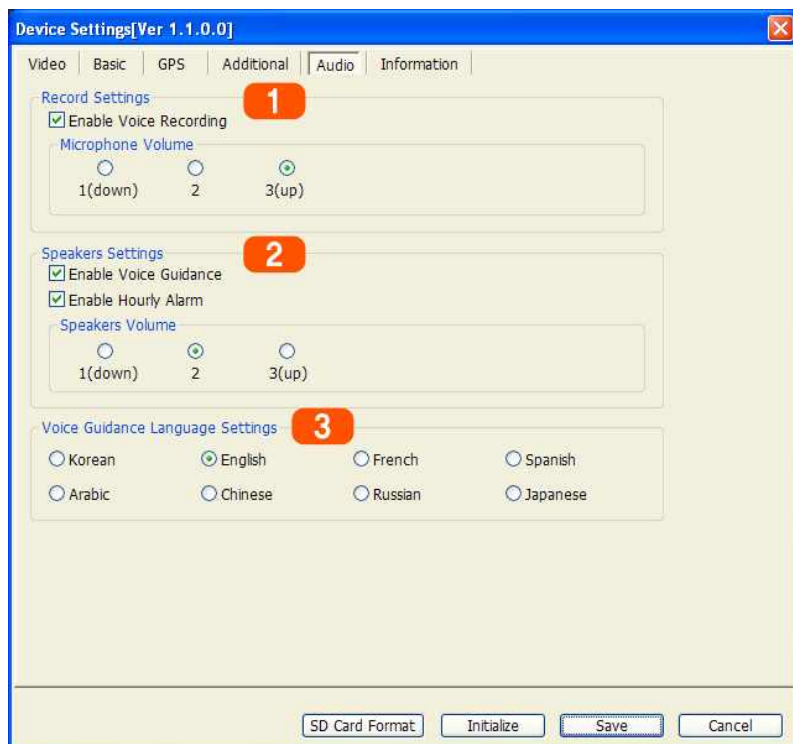 Device Settings[Ver 1.1.0.0]
Video Basic GPS Additional Audio Information
Record Settings 1
Enable Voice Recording
Microphone Volume
1(down) 2 3(up)
Speakers Settings 2
Enable Voice Guidance
Enable Hourly Alarm
Speakers Volume
1(down) 2 3(up)
Voice Guidance Language Settings 3
Korean English French Spanish
Arabic Chinese Russian Japanese
SD Card Format Initialize Save Cancel